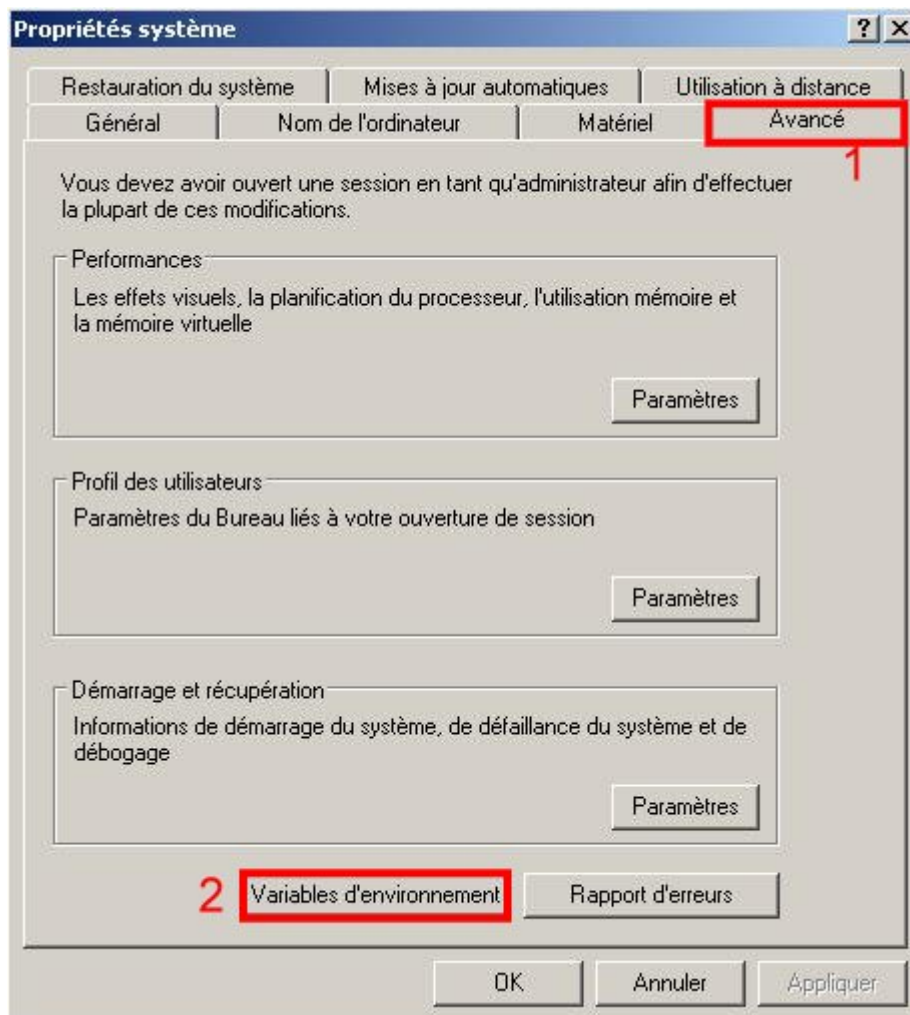 Propriétés système
Restauration du système
Mises à jour automatiques
Utilisation à distance
Général
Nom de l'ordinateur
Matériel
Avancé
1
Vous devez avoir ouvert une session en tant qu'administrateur afin d'effectuer
la plupart de ces modifications.
Performances
Les effets visuels, la planification du processeur, l'utilisation mémoire et
la mémoire virtuelle
Paramètres
Profil des utilisateurs
Paramètres du Bureau liés à votre ouverture de session
Paramètres
Démarrage et récupération
Informations de démarrage du système, de défaillance du système et de
débogage
Paramètres
2
Variables d'environnement
Rapport d'erreurs
OK
Annuler
Appliquer